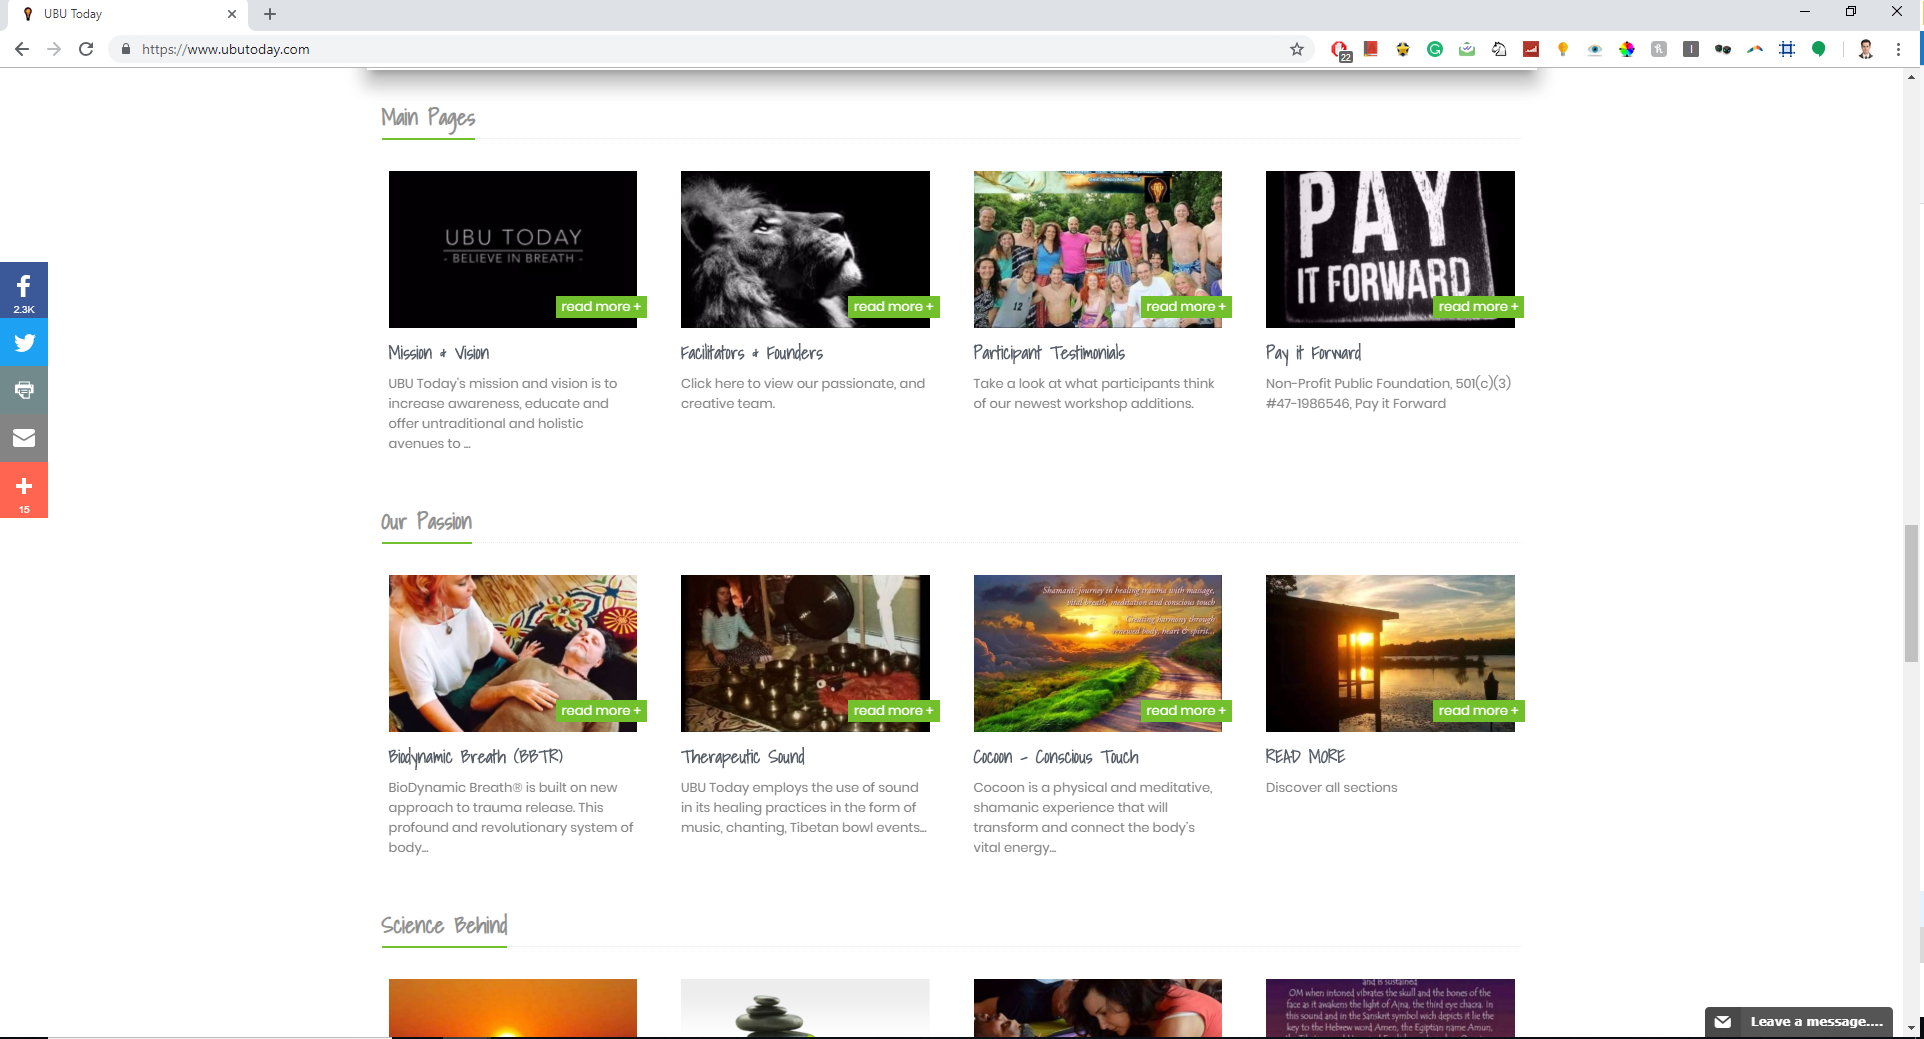 UBU Today
https://www.ubutoday.com
22
Main Pages
UBU TODAY
- BELIEVE IN BREATH -
read more +
read more +
12
read more +
PAY
IT FORWARD
read more +
Mission & Vision
UBU Today's mission and vision is to
increase awareness, educate and
offer untraditional and holistic
avenues to ...
Facilitators & Founders
Click here to view our passionate, and
creative team.
Participant Testimonials
Take a look at what participants think
of our newest workshop additions.
Pay it Forward
Non-Profit Public Foundation, 501(c)(3)
#47-1986546, Pay it Forward
2.3K
15
Our Passion
read more +
read more +
Shamanic journey in healing trauma with massage,
vital breath, meditation and conscious touch
Creating harmony through
renewed body, heart & spirit...
read more +
read more +
Biodynamic Breath (BBTR)
BioDynamic Breath® is built on new
approach to trauma release. This
profound and revolutionary system of
body...
Therapeutic Sound
UBU Today employs the use of sound
in its healing practices in the form of
music, chanting, Tibetan bowl events...
Cocoon - Conscious Touch
Cocoon is a physical and meditative,
shamanic experience that will
transform and connect the body's
vital energy...
READ MORE
Discover all sections
Science Behind
and is sustained
OM when intoned vibrates the skull and the bones of the
face as it awakens the light of Ajna, the third eye chacra. In
this sound and in the Sanskrit symbol wich depicts it lie the
key to the Hebrew word Amen, the Egiptian name Amun,
Leave a message....